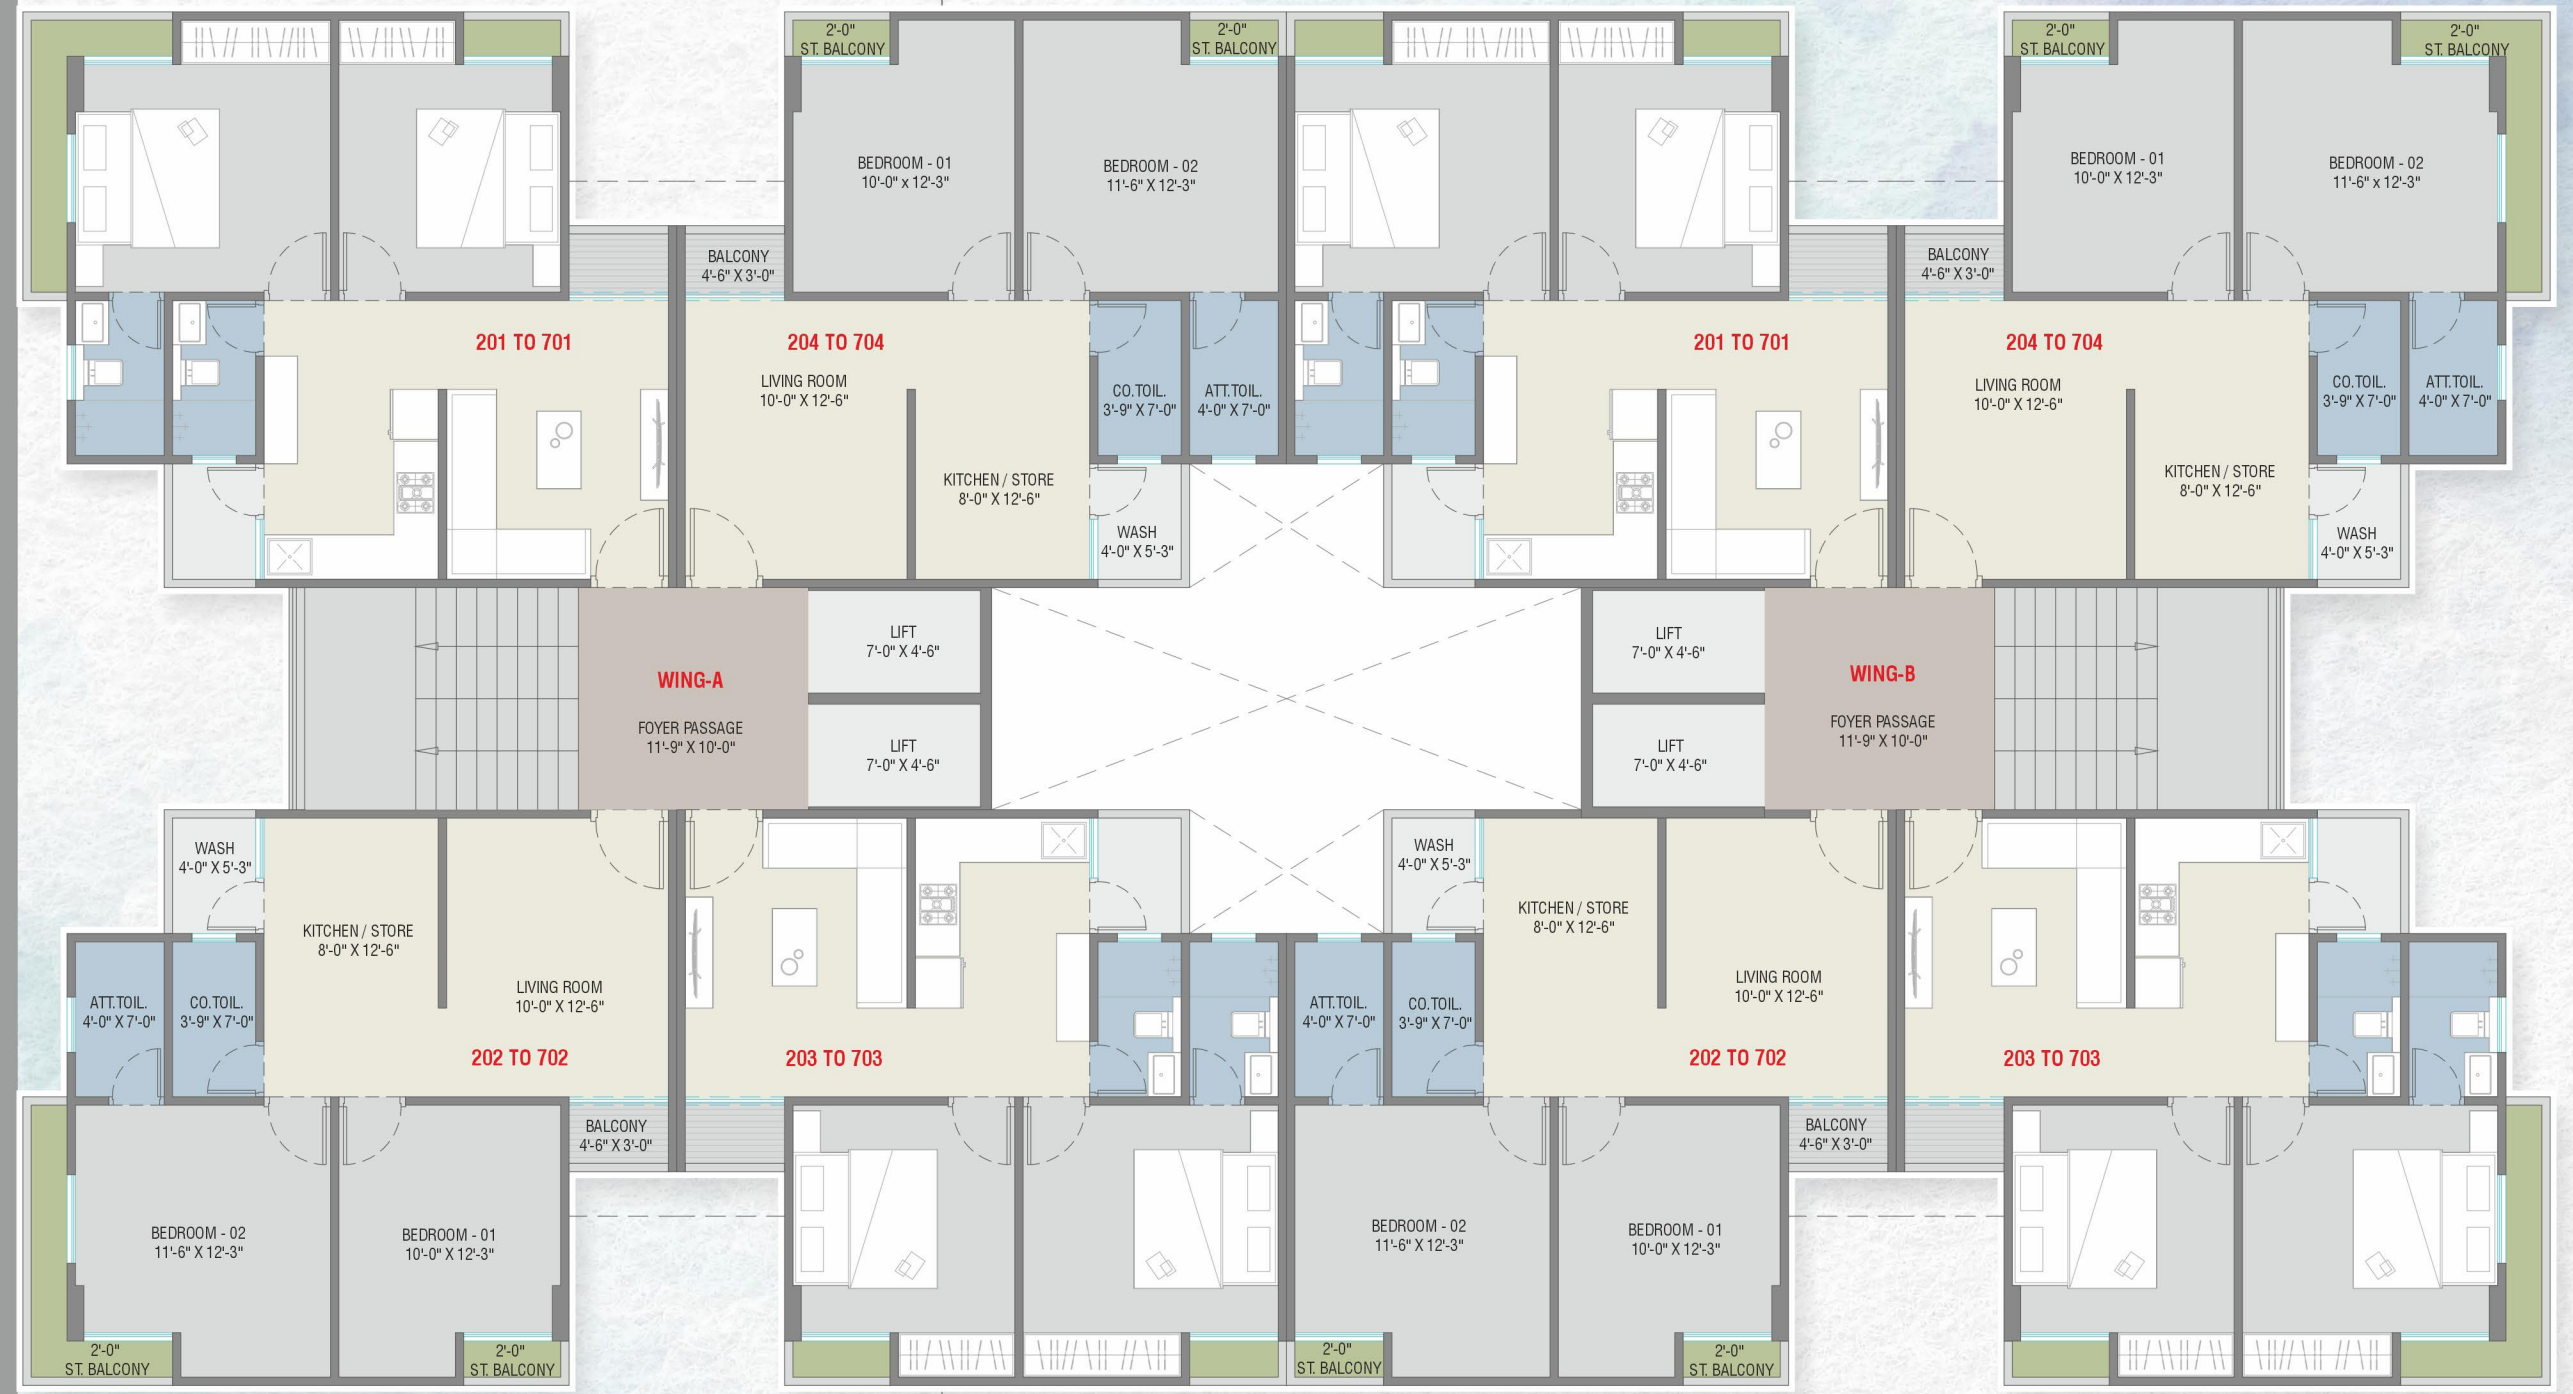 2'-0"
ST. BALCONY
2'-0"
ST. BALCONY
2'-0"
ST. BALCONY
2'-0"
ST. BALCONY
BEDROOM - 01
10'-0" x 12'-3"
BEDROOM - 02
11'-6" X 12'-3"
BEDROOM - 01
10'-0" X 12'-3"
BEDROOM - 02
11'-6" x 12'-3"
BALCONY
4'-6" X 3'-0"
BALCONY
4'-6" X 3'-0"
201 TO 701
204 TO 704
201 TO 701
204 TO 704
LIVING ROOM
10'-0" X 12'-6"
CO.TOIL.
3'-9" X 7'-0"
ATT.TOIL.
4'-0" X 7'-0"
LIVING ROOM
10'-0" X 12'-6"
CO.TOIL.
3'-9" X 7'-0"
ATT.TOIL.
4'-0" X 7'-0"
KITCHEN / STORE
8'-0" X 12'-6"
KITCHEN / STORE
8'-0" X 12'-6"
WASH
4'-0" X 5'-3"
WASH
4'-0" X 5'-3"
LIFT
7'-0" X 4'-6"
LIFT
7'-0" X 4'-6"
WING-A
WING-B
FOYER PASSAGE
11'-9" X 10'-0"
FOYER PASSAGE
11'-9" X 10'-0"
LIFT
7'-0" X 4'-6"
LIFT
7'-0" X 4'-6"
WASH
4'-0" X 5'-3"
WASH
4'-0" X 5'-3"
KITCHEN / STORE
8'-0" X 12'-6"
KITCHEN / STORE
8'-0" X 12'-6"
ATT.TOIL.
4'-0" X 7'-0"
CO.TOIL.
3'-9" X 7'-0"
LIVING ROOM
10'-0" X 12'-6"
ATT.TOIL.
4'-0" X 7'-0"
CO.TOIL.
3'-9" X 7'-0"
LIVING ROOM
10'-0" X 12'-6"
202 TO 702
203 TO 703
202 TO 702
203 TO 703
BALCONY
4'-6" X 3'-0"
BALCONY
4'-6" X 3'-0"
BEDROOM - 02
11'-6" X 12'-3"
BEDROOM - 01
10'-0" X 12'-3"
BEDROOM - 02
11'-6" X 12'-3"
BEDROOM - 01
10'-0" X 12'-3"
2'-0"
ST. BALCONY
2'-0"
ST. BALCONY
2'-0"
ST. BALCONY
2'-0"
ST. BALCONY